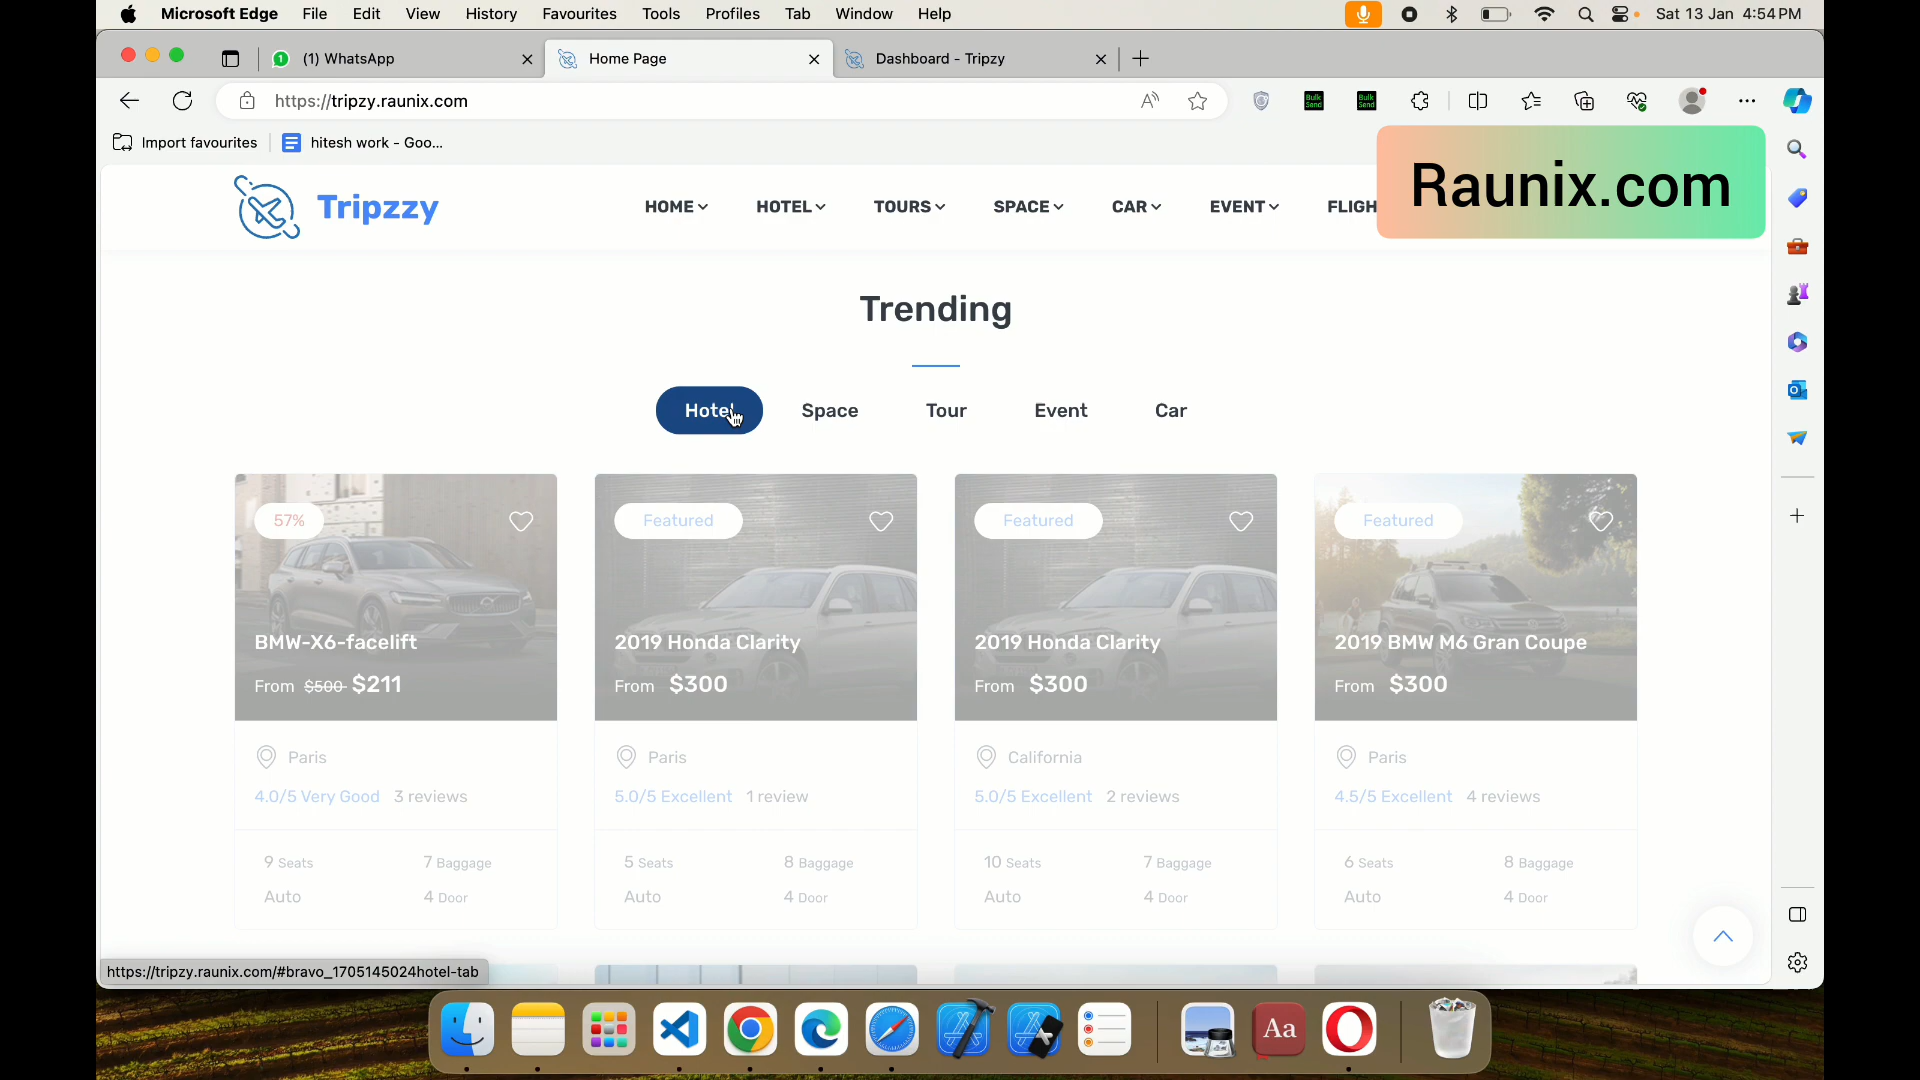 Microsoft Edge File Edit View History Favourites Tools Profiles Tab Window Help Sat 13 Jan 4:54 PM
(1) WhatsApp Home Page Dashboard - Tripzy
https://tripzy.raunix.com
Bulk Send Bulk Send
Import favourites hitesh work - Goo...
Raunix.com
Tripzzy HOME HOTEL TOURS SPACE CAR EVENT FLIGH
Trending
Hotel Space Tour Event Car
57% Featured Featured Featured
BMW-X6-facelift 2019 Honda Clarity 2019 Honda Clarity 2019 BMW M6 Gran Coupe
From $500 $211 From $300 From $300 From $300
Paris Paris California Paris
4.0/5 Very Good 3 reviews 5.0/5 Excellent 1 review 5.0/5 Excellent 2 reviews 4.5/5 Excellent 4 reviews
9 Seats 7 Baggage 5 Seats 8 Baggage 10 Seats 7 Baggage 6 Seats 8 Baggage
Auto 4 Door Auto 4 Door Auto 4 Door Auto 4 Door
https://tripzy.raunix.com/#bravo_1705145024hotel-tab
Aa